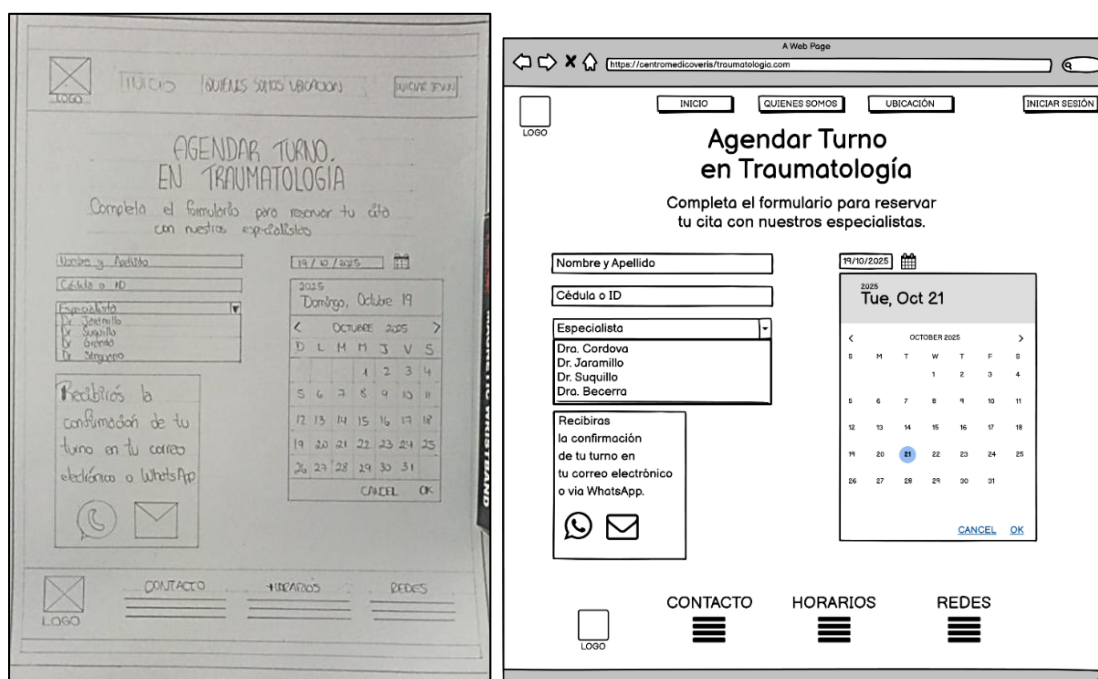 LOGO
INICIO QUIENES SOMOS UBICACION INICIAR SESION
AGENDAR TURNO.
EN TRAUMATOLOGIA
Completa el formulario para reservar tu cita
con nuestros especialistas
Nombre y Apellido
Cédula o ID
Especialista
Dr. Jaramillo
Dr. Suquillo
Dr.
Dr.
Recibirás la
confirmación de tu
turno en tu correo
electrónico o WhatsApp
19/10/2025
2025
Domingo, Octubre 19
< OCTUBRE 2025 >
D L M M J V S
1 2 3 4
5 6 7 8 9 10 11
12 13 14 15 16 17 18
19 20 21 22 23 24 25
26 27 28 29 30 31
CANCEL OK
MAGNETIC WRISTBAND
LOGO
CONTACTO HORARIOS REDES
A Web Page
https://centromedicoveris/traumatologia.com
LOGO
INICIO QUIENES SOMOS UBICACIÓN INICIAR SESIÓN
Agendar Turno
en Traumatología
Completa el formulario para reservar
tu cita con nuestros especialistas.
Nombre y Apellido
Cédula o ID
Especialista
Dra. Cordova
Dr. Jaramillo
Dr. Suquillo
Dra. Becerra
Recibiras
la confirmación
de tu turno en
tu correo electrónico
o via WhatsApp.
19/10/2025
2025
Tue, Oct 21
< OCTOBER 2025 >
S M T W T F S
1 2 3 4
5 6 7 8 9 10 11
12 13 14 15 16 17 18
19 20 21 22 23 24 25
26 27 28 29 30 31
CANCEL OK
LOGO
CONTACTO HORARIOS REDES